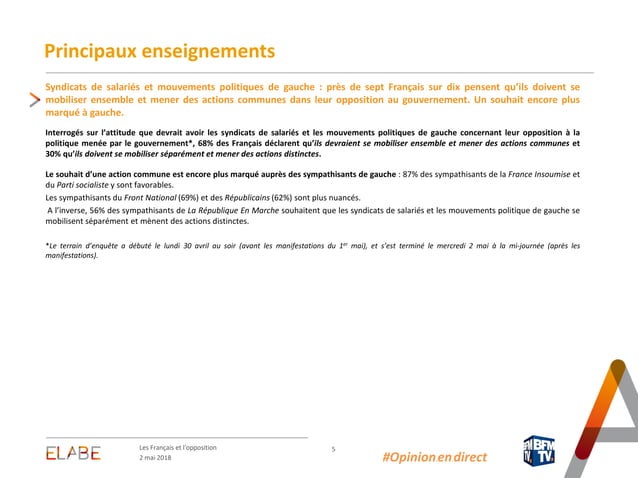 Principaux enseignements
Syndicats de salariés et mouvements politiques de gauche : près de sept Français sur dix pensent qu'ils doivent se
mobiliser ensemble et mener des actions communes dans leur opposition au gouvernement. Un souhait encore plus
marqué à gauche.
Interrogés sur l'attitude que devrait avoir les syndicats de salariés et les mouvements politiques de gauche concernant leur opposition à la
politique menée par le gouvernement*, 68% des Français déclarent qu'ils devraient se mobiliser ensemble et mener des actions communes et
30% qu'ils doivent se mobiliser séparément et mener des actions distinctes.
Le souhait d'une action commune est encore plus marqué auprès des sympathisants de gauche : 87% des sympathisants de la France Insoumise et
du Parti socialiste y sont favorables.
Les sympathisants du Front National (69%) et des Républicains (62%) sont plus nuancés.
A l'inverse, 56% des sympathisants de La République En Marche souhaitent que les syndicats de salariés et les mouvements politique de gauche se
mobilisent séparément et mènent des actions distinctes.
*Le terrain d'enquête a débuté le lundi 30 avril au soir (avant les manifestations du 1er mai), et s'est terminé le mercredi 2 mai à la mi-journée (après les
manifestations).
ELABE
Les Français et l'opposition
2 mai 2018
5
#Opinionendirect
BFM
TV.